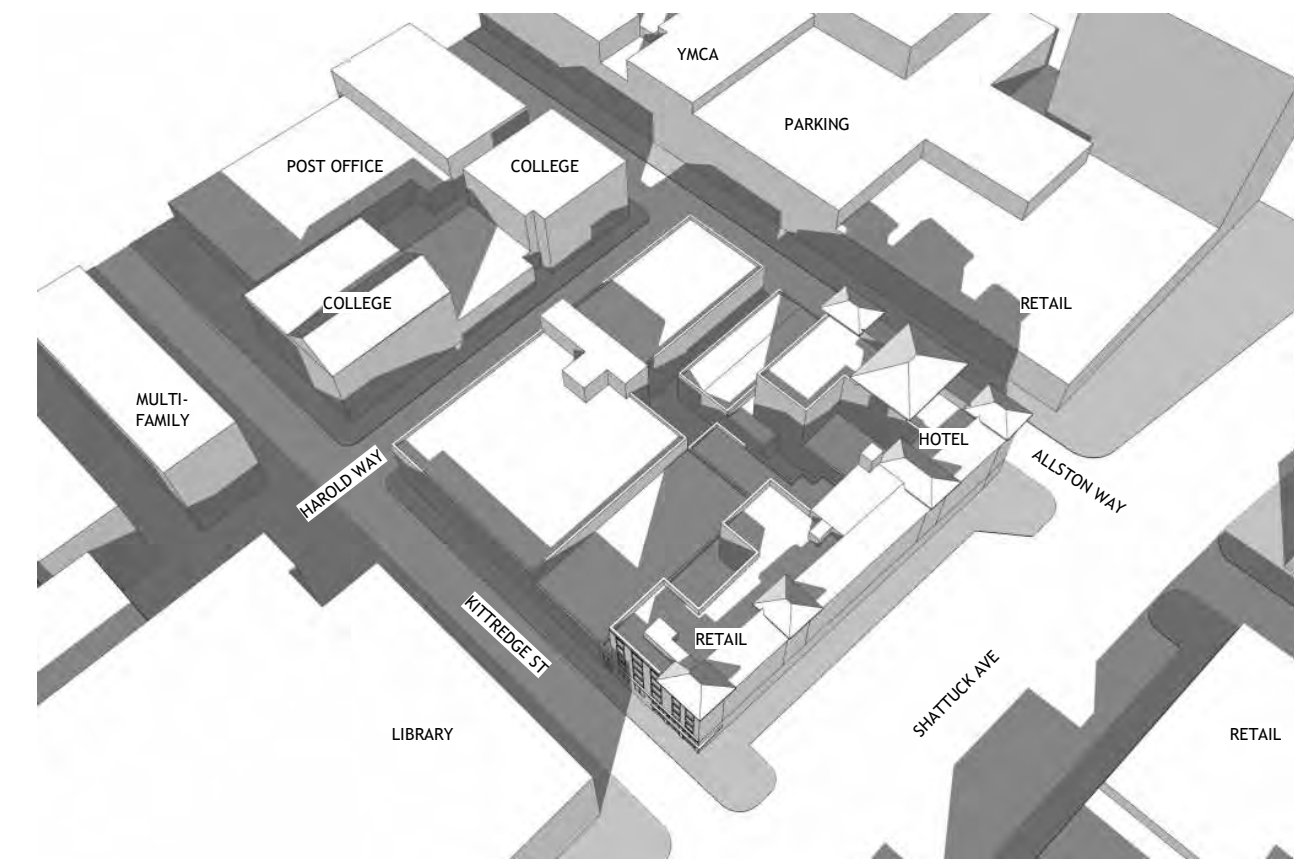 YMCA
PARKING
POST OFFICE
COLLEGE
COLLEGE
RETAIL
MULTI-
FAMILY
HOTEL
HAROLD WAY
ALLSTON WAY
KITTREDGE ST
RETAIL
SHATTUCK AVE
LIBRARY
RETAIL